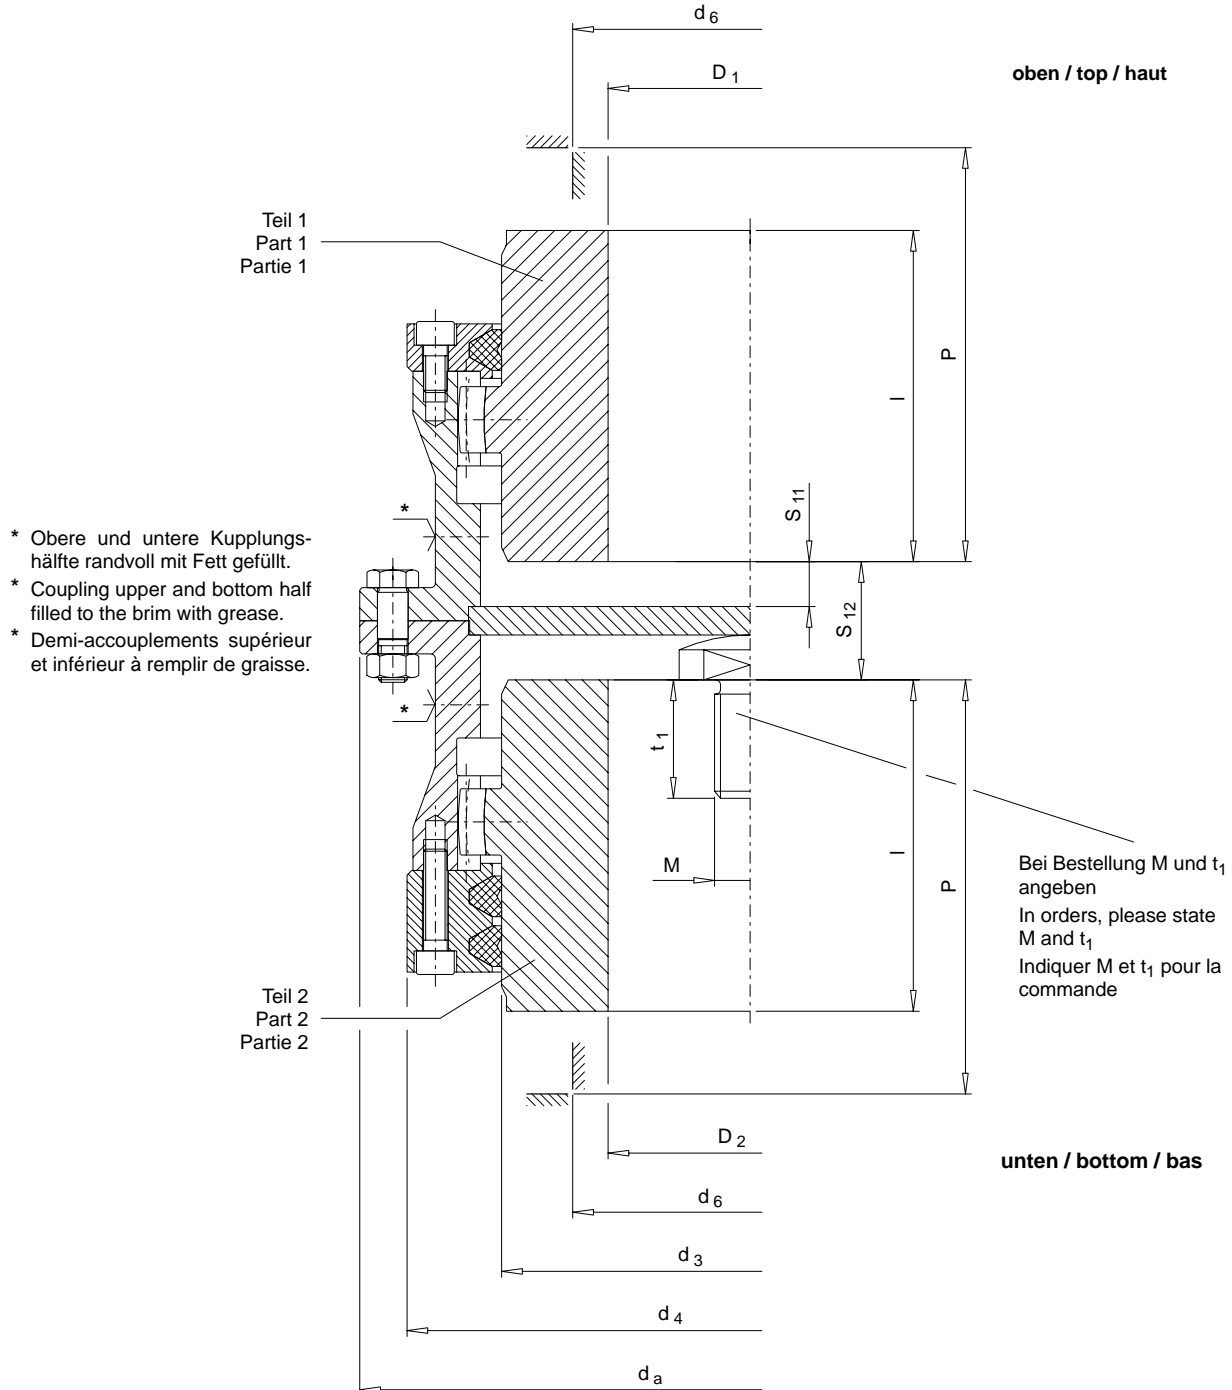 d 6
D 1
oben / top / haut
Teil 1
Part 1
Partie 1
P
l
S 11
S 12
*
* Obere und untere Kupplungs-
hälfte randvoll mit Fett gefüllt.
* Coupling upper and bottom half
filled to the brim with grease.
* Demi-accouplements supérieur
et inférieur à remplir de graisse.
*
t 1
M
l
P
Bei Bestellung M und t1
angeben
In orders, please state
M and t1
Indiquer M et t1 pour la
commande
Teil 2
Part 2
Partie 2
D 2
unten / bottom / bas
d 6
d 3
d 4
d a